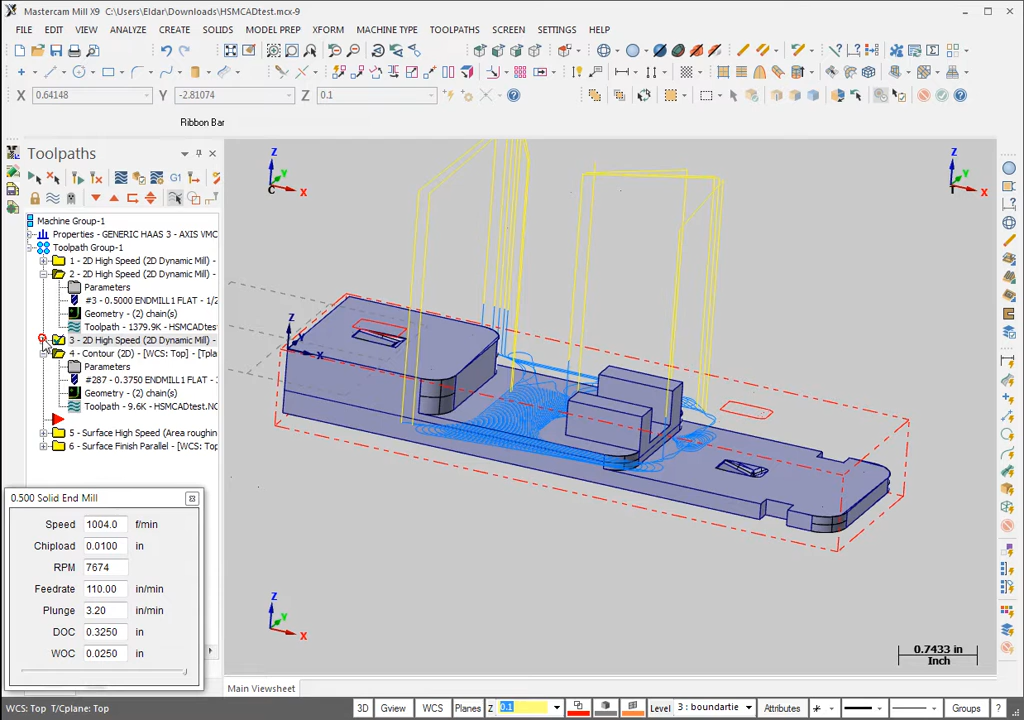 Mastercam Mill X9 C:\Users\Eldar\Downloads\HSMCADtest.mcx-9
FILE EDIT VIEW ANALYZE CREATE SOLIDS MODEL PREP XFORM MACHINE TYPE TOOLPATHS SCREEN SETTINGS HELP
X 0.64148 Y -2.81074 Z 0.1
Ribbon Bar
Toolpaths
G1
Machine Group-1
Properties - GENERIC HAAS 3 - AXIS VMC
Toolpath Group-1
1 - 2D High Speed (2D Dynamic Mill) -
2 - 2D High Speed (2D Dynamic Mill) -
Parameters
#3 - 0.5000 ENDMILL1 FLAT - 1/2
Geometry - (2) chain(s)
Toolpath - 1379.9K - HSMCADtest
3 - 2D High Speed (2D Dynamic Mill) -
4 - Contour (2D) - [WCS: Top] - [Tpla
Parameters
#287 - 0.3750 ENDMILL1 FLAT -
Geometry - (2) chain(s)
Toolpath - 9.6K - HSMCADtest.NC
5 - Surface High Speed (Area roughin
6 - Surface Finish Parallel - [WCS: Top
0.500 Solid End Mill
Speed 1004.0 f/min
Chipload 0.0100 in
RPM 7674
Feedrate 110.00 in/min
Plunge 3.20 in/min
DOC 0.3250 in
WOC 0.0250 in
Z
Y
X
C
Z
Y
X
T
Z
Y
X
Z
Y
X
0.7433 in
Inch
Main Viewsheet
WCS: Top T/Cplane: Top 3D Gview WCS Planes Z 0.1 Level 3 : boundartie Attributes Groups ?